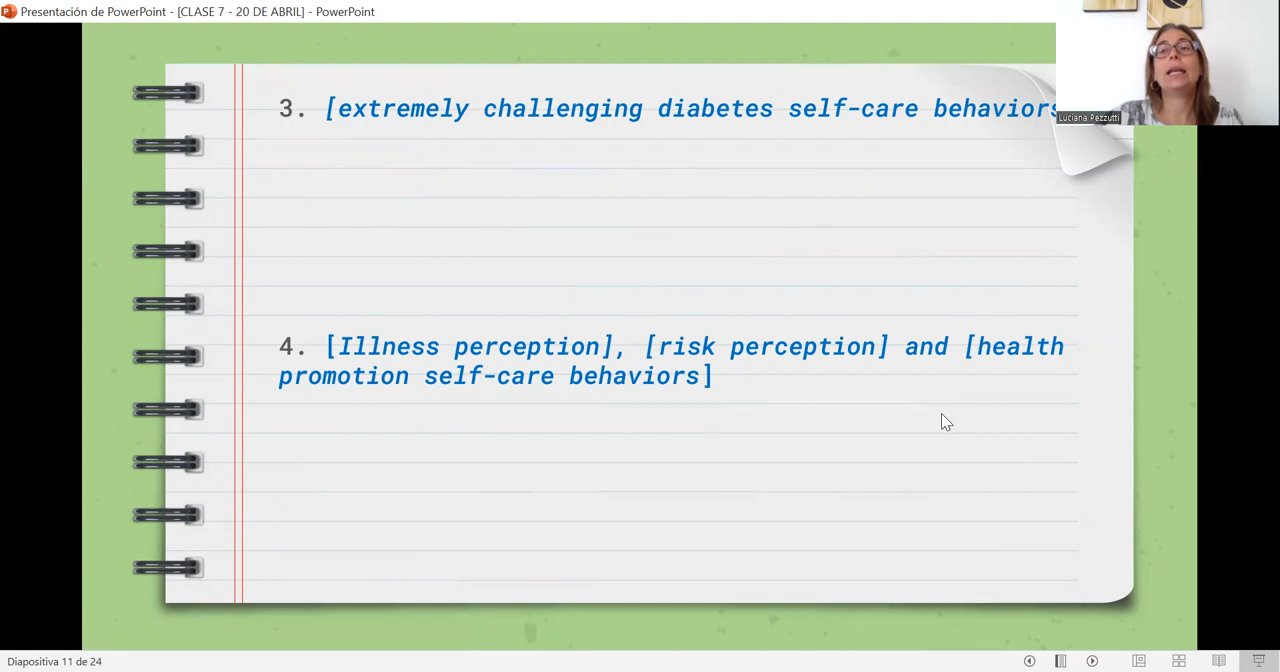 Presentación de PowerPoint - [CLASE 7 - 20 DE ABRIL] - PowerPoint
3. [extremely challenging diabetes self-care behaviors
Luciana Pezzutti
4. [Illness perception], [risk perception] and [health
promotion self-care behaviors]
Diapositiva 11 de 24